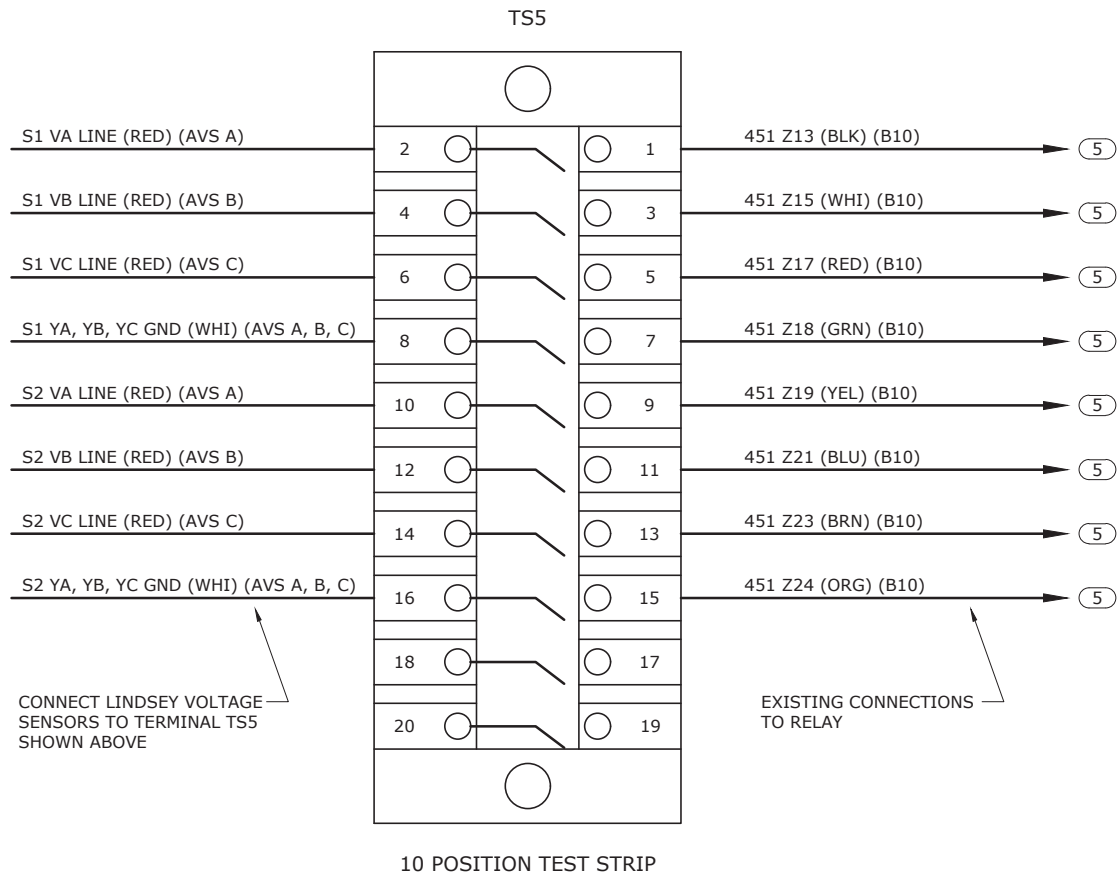 TS5
S1 VA LINE (RED) (AVS A)
2
1
451 Z13 (BLK) (B10)
5
S1 VB LINE (RED) (AVS B)
4
3
451 Z15 (WHI) (B10)
5
S1 VC LINE (RED) (AVS C)
6
5
451 Z17 (RED) (B10)
5
S1 YA, YB, YC GND (WHI) (AVS A, B, C)
8
7
451 Z18 (GRN) (B10)
5
S2 VA LINE (RED) (AVS A)
10
9
451 Z19 (YEL) (B10)
5
S2 VB LINE (RED) (AVS B)
12
11
451 Z21 (BLU) (B10)
5
S2 VC LINE (RED) (AVS C)
14
13
451 Z23 (BRN) (B10)
5
S2 YA, YB, YC GND (WHI) (AVS A, B, C)
16
15
451 Z24 (ORG) (B10)
5
18
17
20
19
CONNECT LINDSEY VOLTAGE
SENSORS TO TERMINAL TS5
SHOWN ABOVE
EXISTING CONNECTIONS
TO RELAY
10 POSITION TEST STRIP